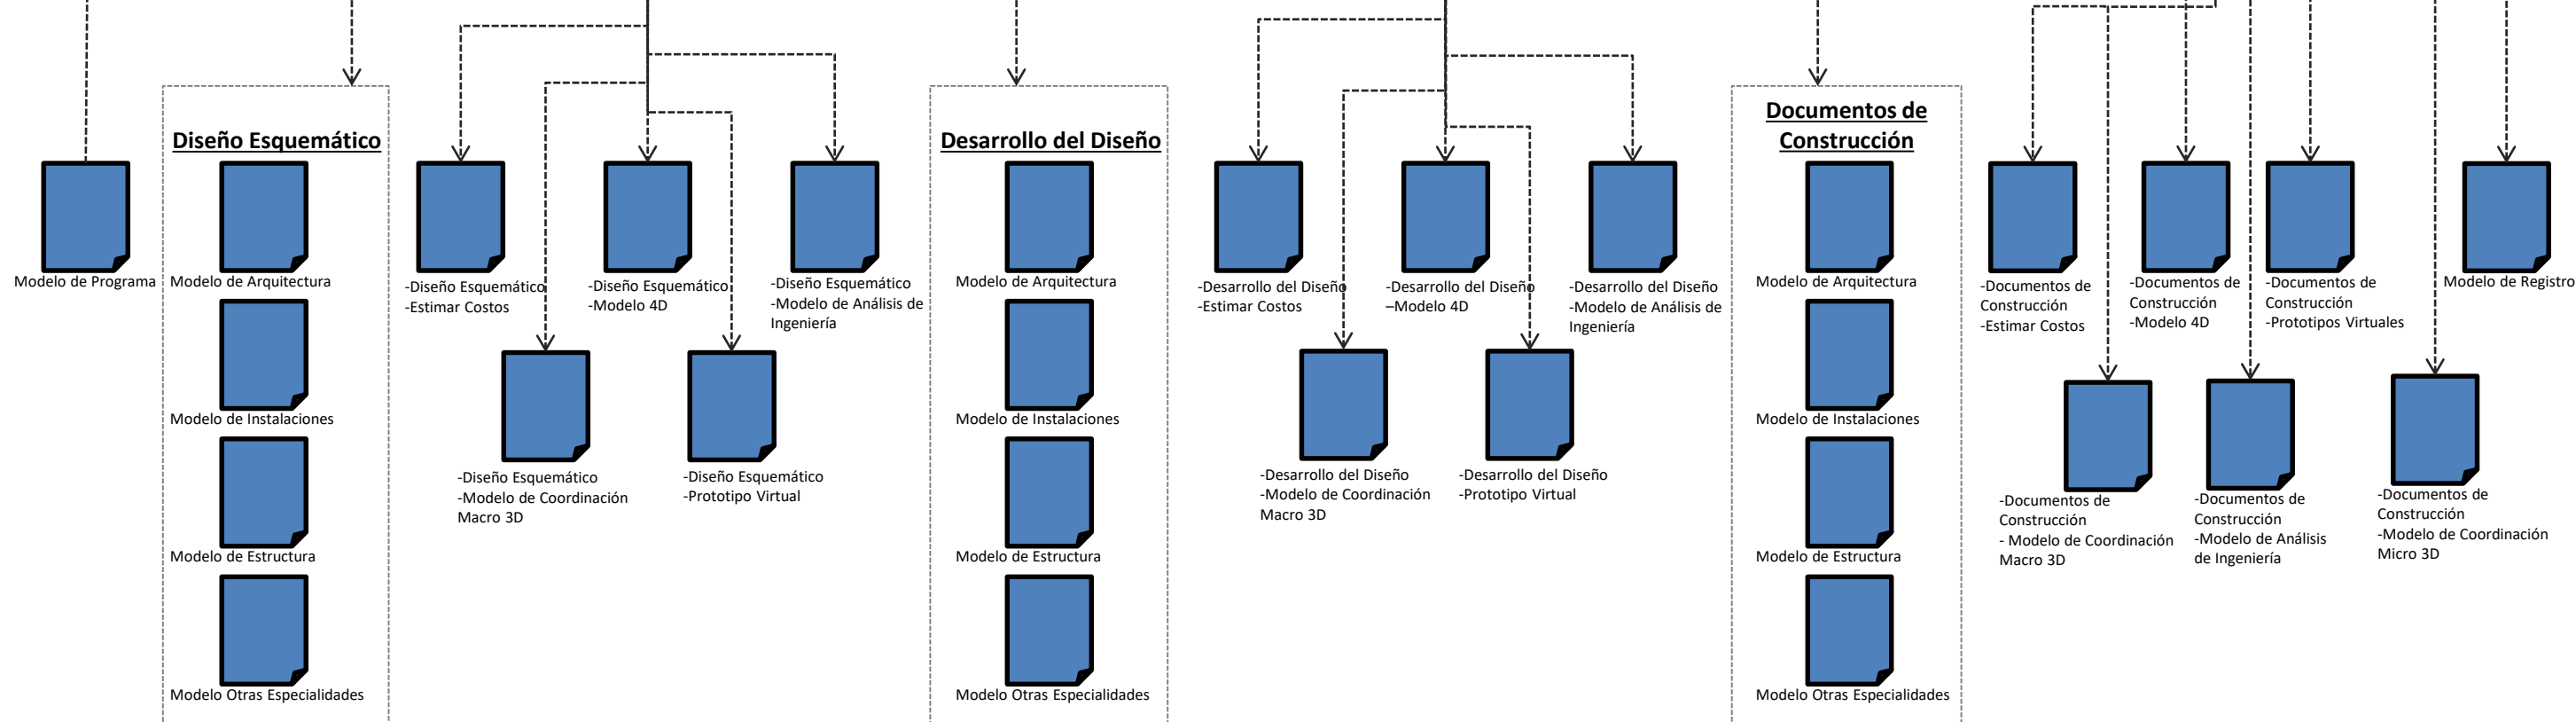 Modelo de Programa
Diseño Esquemático
Modelo de Arquitectura
Modelo de Instalaciones
Modelo de Estructura
Modelo Otras Especialidades
-Diseño Esquemático
-Estimar Costos
-Diseño Esquemático
-Modelo 4D
-Diseño Esquemático
-Modelo de Análisis de
Ingeniería
-Diseño Esquemático
-Modelo de Coordinación
Macro 3D
-Diseño Esquemático
-Prototipo Virtual
Desarrollo del Diseño
Modelo de Arquitectura
Modelo de Instalaciones
Modelo de Estructura
Modelo Otras Especialidades
-Desarrollo del Diseño
-Estimar Costos
-Desarrollo del Diseño
–Modelo 4D
-Desarrollo del Diseño
-Modelo de Análisis de
Ingeniería
-Desarrollo del Diseño
-Modelo de Coordinación
Macro 3D
-Desarrollo del Diseño
-Prototipo Virtual
Documentos de
Construcción
Modelo de Arquitectura
Modelo de Instalaciones
Modelo de Estructura
Modelo Otras Especialidades
-Documentos de
Construcción
-Estimar Costos
-Documentos de
Construcción
-Modelo 4D
-Documentos de
Construcción
-Prototipos Virtuales
Modelo de Registro
-Documentos de
Construcción
- Modelo de Coordinación
Macro 3D
-Documentos de
Construcción
-Modelo de Análisis
de Ingeniería
-Documentos de
Construcción
-Modelo de Coordinación
Micro 3D